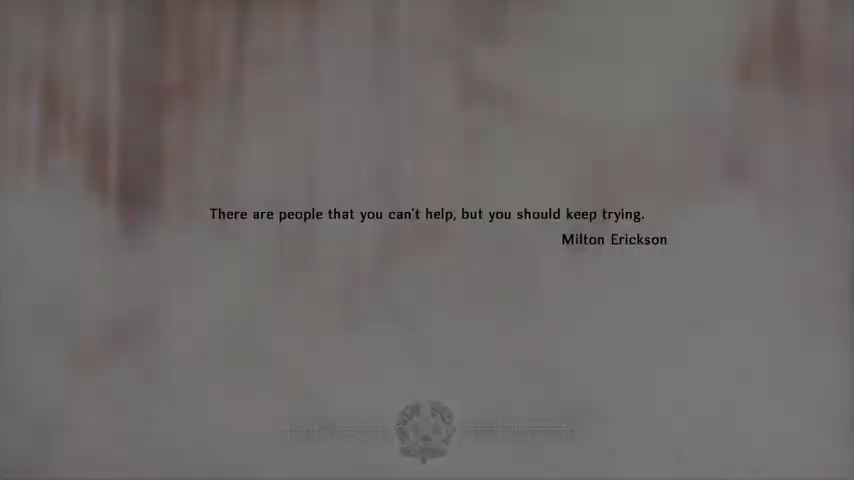 There are people that you can't help, but you should keep trying.
Milton Erickson